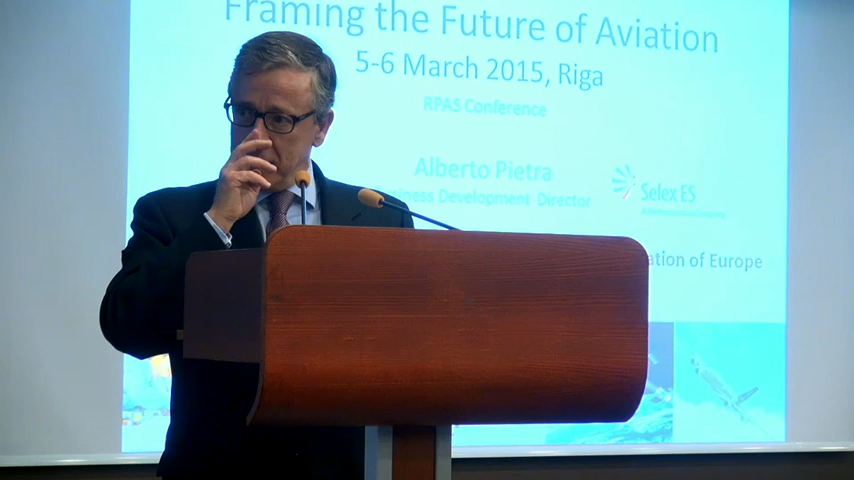 Framing the Future of Aviation
5-6 March 2015, Riga
RPAS Conference
Alberto Pietra
Business Development Director
Selex ES
ation of Europe